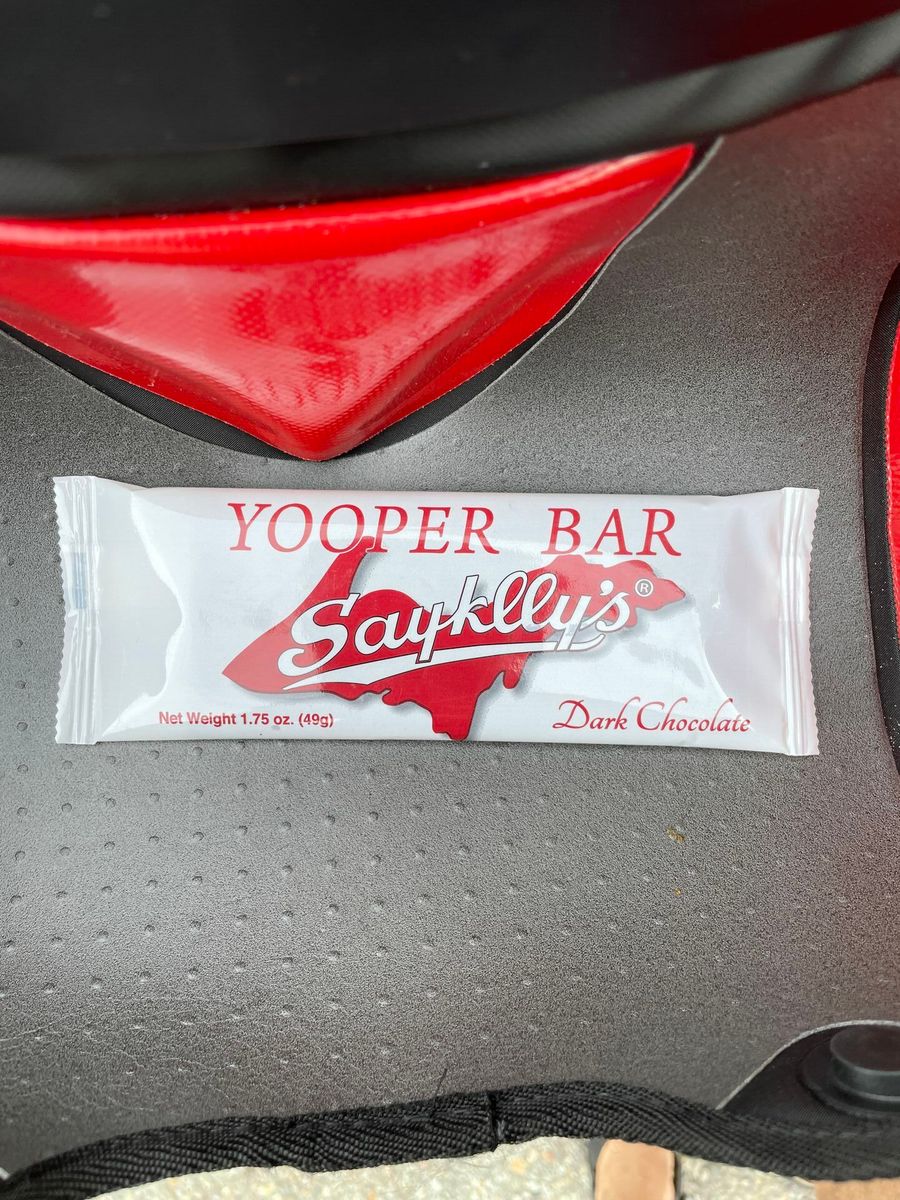 YOOPER BAR
Sayklly's®
Net Weight 1.75 oz. (49g)
Dark Chocolate